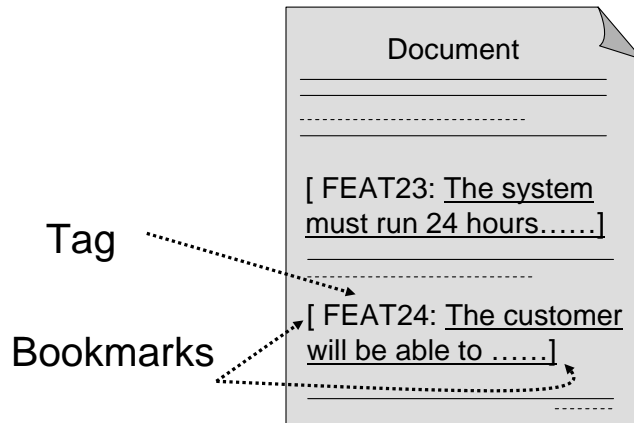 Document
[ FEAT23: The system
must run 24 hours……]
Tag
[ FEAT24: The customer
will be able to ……]
Bookmarks